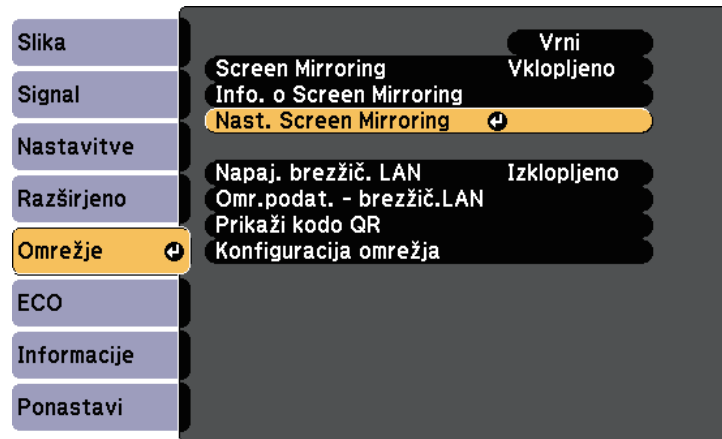 Slika
Signal
Nastavitve
Razširjeno
Omrežje
ECO
Informacije
Ponastavi
Vrni
Screen Mirroring Vklopljeno
Info. o Screen Mirroring
Nast. Screen Mirroring
Napaj. brezžič. LAN Izklopljeno
Omr.podat. - brezžič.LAN
Prikaži kodo QR
Konfiguracija omrežja